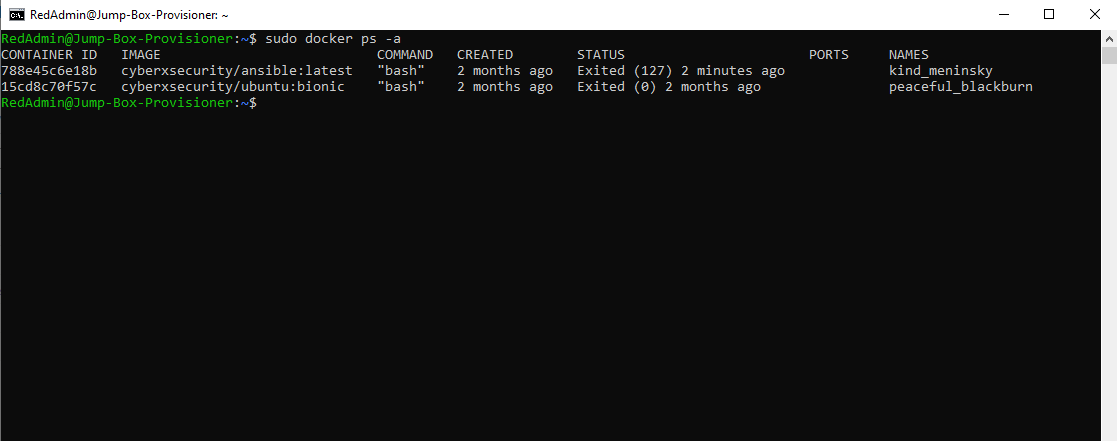 RedAdmin@Jump-Box-Provisioner: ~
RedAdmin@Jump-Box-Provisioner:~$ sudo docker ps -a
CONTAINER ID   IMAGE                           COMMAND   CREATED        STATUS                       PORTS     NAMES
788e45c6e18b   cyberxsecurity/ansible:latest   "bash"    2 months ago   Exited (127) 2 minutes ago             kind_meninsky
15cd8c70f57c   cyberxsecurity/ubuntu:bionic    "bash"    2 months ago   Exited (0) 2 months ago                peaceful_blackburn
RedAdmin@Jump-Box-Provisioner:~$